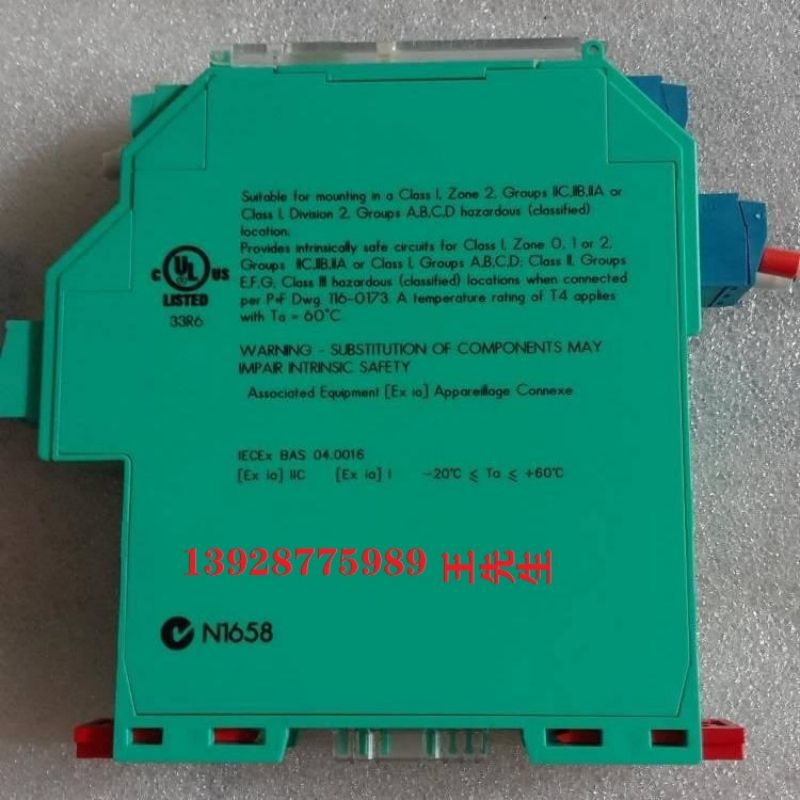 Suitable for mounting in a Class I, Zone 2, Groups IIC,IIB,IIA or
Class I, Division 2, Groups A,B,C,D hazardous (classified)
location.
Provides intrinsically safe circuits for Class I, Zone 0, 1 or 2,
Groups IIC,IIB,IIA or Class I, Groups A,B,C,D; Class II, Groups
E,F,G; Class III hazardous (classified) locations when connected
per P+F Dwg. 116-0173. A temperature rating of T4 applies
with Ta = 60°C
C UL US
LISTED
33R6
WARNING - SUBSTITUTION OF COMPONENTS MAY
IMPAIR INTRINSIC SAFETY
Associated Equipment [Ex ia] Appareillage Connexe
IECEx BAS 04.0016
[Ex ia] IIC [Ex ia] I -20°C ≤ Ta ≤ +60°C
13928775989 王先生
N1658